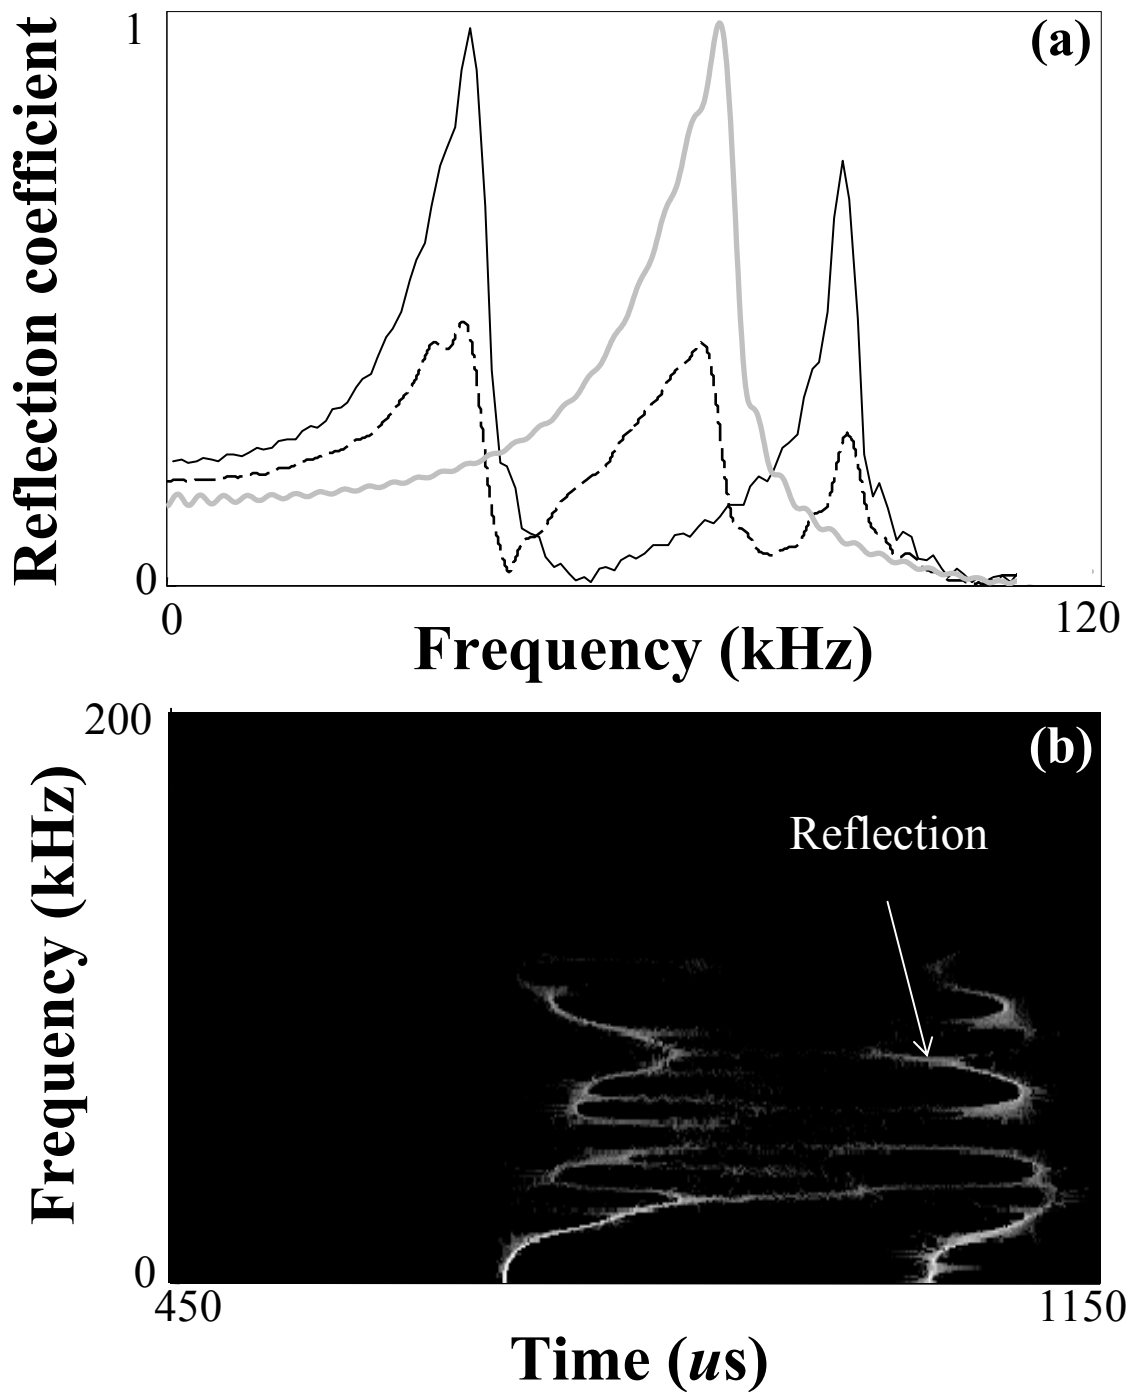 Reflection coefficient
1
(a)
0
0
120
Frequency (kHz)
200
(b)
Frequency (kHz)
Reflection
0
450
1150
Time (us)